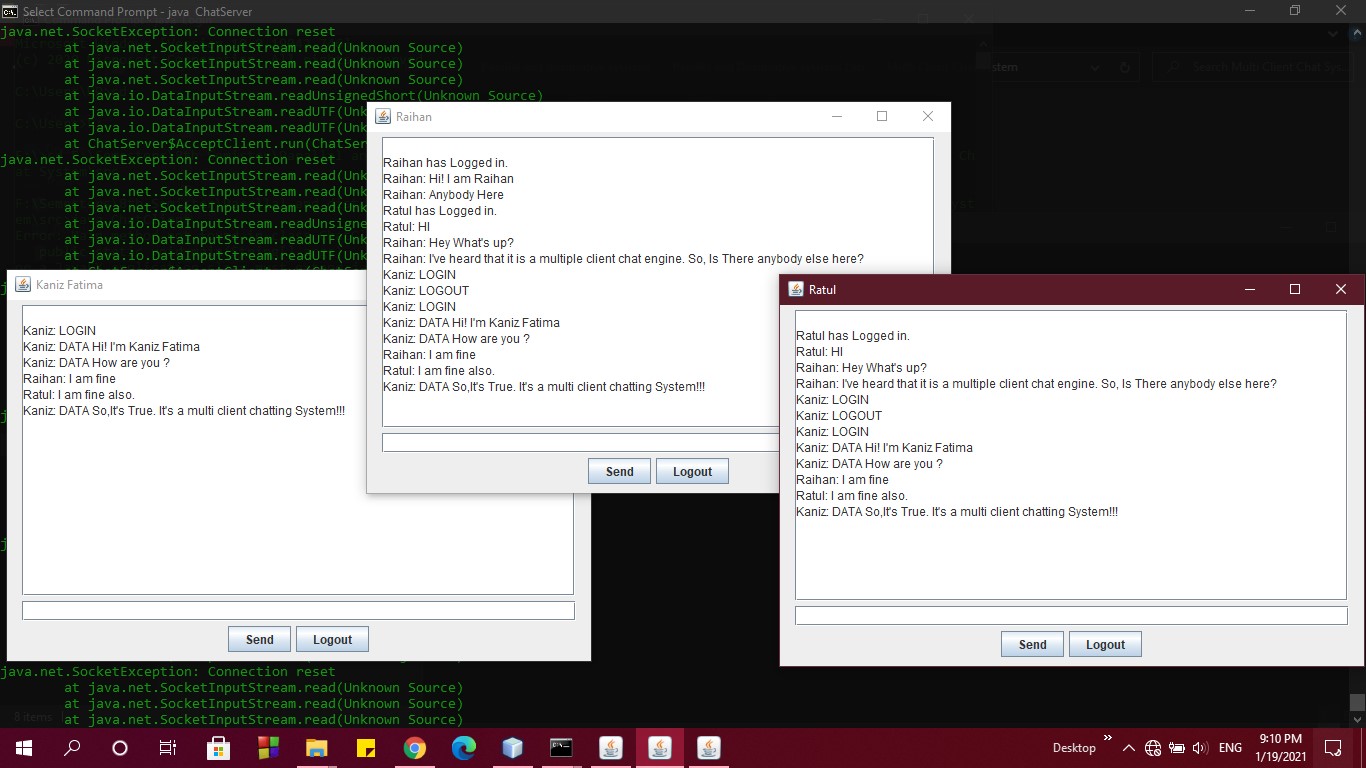 Select Command Prompt - java ChatServer
java.net.SocketException: Connection reset
at java.net.SocketInputStream.read(Unknown Source)
at java.net.SocketInputStream.read(Unknown Source)
at java.net.SocketInputStream.read(Unknown Source)
at java.io.DataInputStream.readUnsignedShort(Unknown Source)
at java.io.DataInputStream.readUTF(Unk
at java.io.DataInputStream.readUTF(Unk
at ChatServer$AcceptClient.run(ChatSer
java.net.SocketException: Connection reset
at java.net.SocketInputStream.read(Unk
at java.net.SocketInputStream.read(Unk
at java.net.SocketInputStream.read(Unk
at java.io.DataInputStream.readUnsigne
at java.io.DataInputStream.readUTF(Unk
at java.io.DataInputStream.readUTF(Unk
Raihan
Raihan has Logged in.
Raihan: Hi! I am Raihan
Raihan: Anybody Here
Ratul has Logged in.
Ratul: HI
Raihan: Hey What's up?
Raihan: I've heard that it is a multiple client chat engine. So, Is There anybody else here?
Kaniz: LOGIN
Kaniz: LOGOUT
Kaniz: LOGIN
Kaniz: DATA Hi! I'm Kaniz Fatima
Kaniz: DATA How are you ?
Raihan: I am fine
Ratul: I am fine also.
Kaniz: DATA So,It's True. It's a multi client chatting System!!!
Send Logout
Kaniz Fatima
Kaniz: LOGIN
Kaniz: DATA Hi! I'm Kaniz Fatima
Kaniz: DATA How are you ?
Raihan: I am fine
Ratul: I am fine also.
Kaniz: DATA So,It's True. It's a multi client chatting System!!!
Send Logout
Ratul
Ratul has Logged in.
Ratul: HI
Raihan: Hey What's up?
Raihan: I've heard that it is a multiple client chat engine. So, Is There anybody else here?
Kaniz: LOGIN
Kaniz: LOGOUT
Kaniz: LOGIN
Kaniz: DATA Hi! I'm Kaniz Fatima
Kaniz: DATA How are you ?
Raihan: I am fine
Ratul: I am fine also.
Kaniz: DATA So,It's True. It's a multi client chatting System!!!
Send Logout
java.net.SocketException: Connection reset
at java.net.SocketInputStream.read(Unknown Source)
at java.net.SocketInputStream.read(Unknown Source)
8 items
at java.net.SocketInputStream.read(Unknown Source)
Desktop
ENG
9:10 PM
1/19/2021